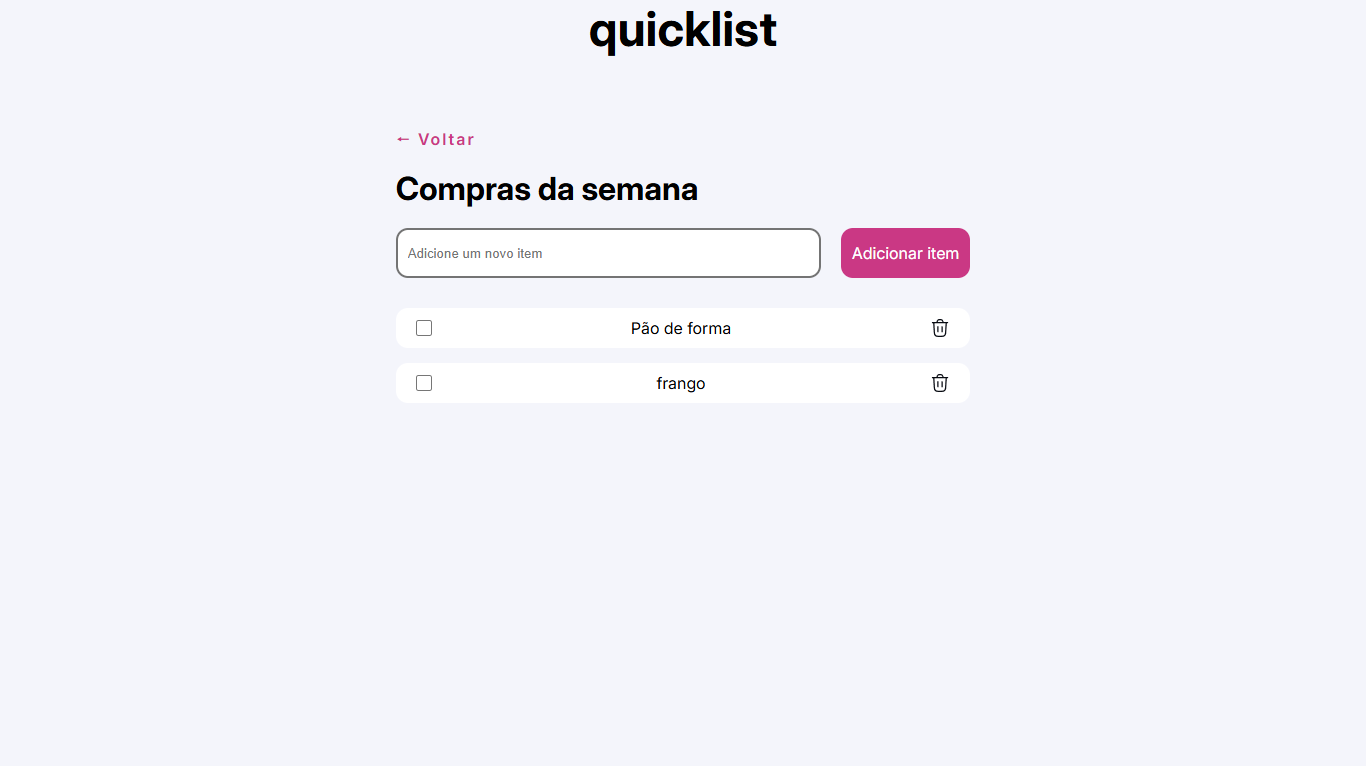 quicklist
← Voltar
Compras da semana
Adicione um novo item
Adicionar item
Pão de forma
frango